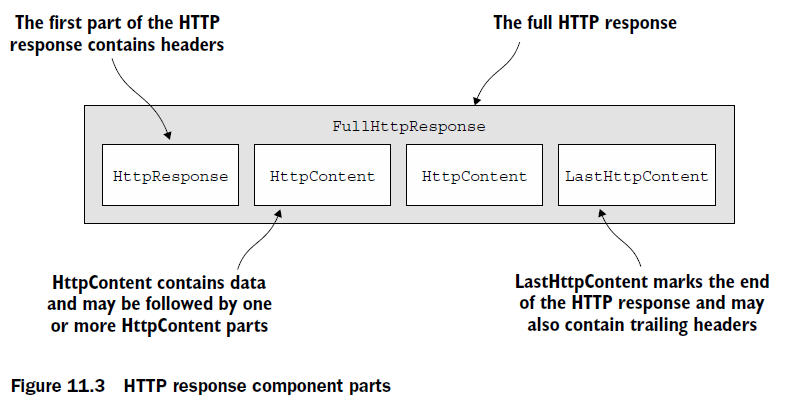 The first part of the HTTP
response contains headers
The full HTTP response
FullHttpResponse
HttpResponse
HttpContent
HttpContent
LastHttpContent
HttpContent contains data
and may be followed by one
or more HttpContent parts
LastHttpContent marks the end
of the HTTP response and may
also contain trailing headers
Figure 11.3 HTTP response component parts